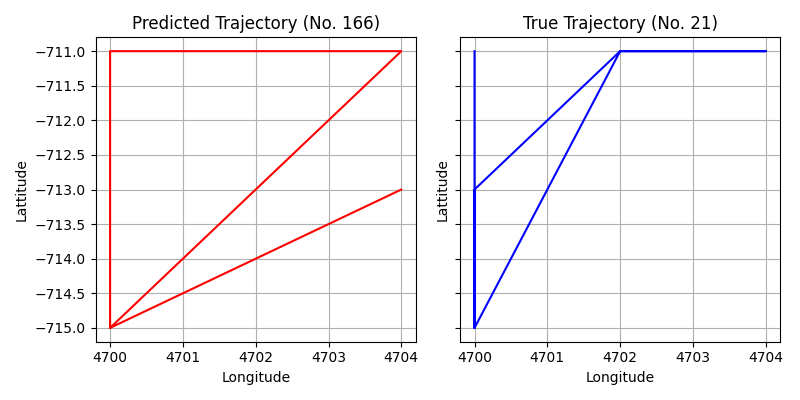 Predicted Trajectory (No. 166)
True Trajectory (No. 21)
−711.0
−711.5
−712.0
−712.5
−713.0
−713.5
−714.0
−714.5
−715.0
Lattitude
Lattitude
4700 4701 4702 4703 4704
4700 4701 4702 4703 4704
Longitude
Longitude